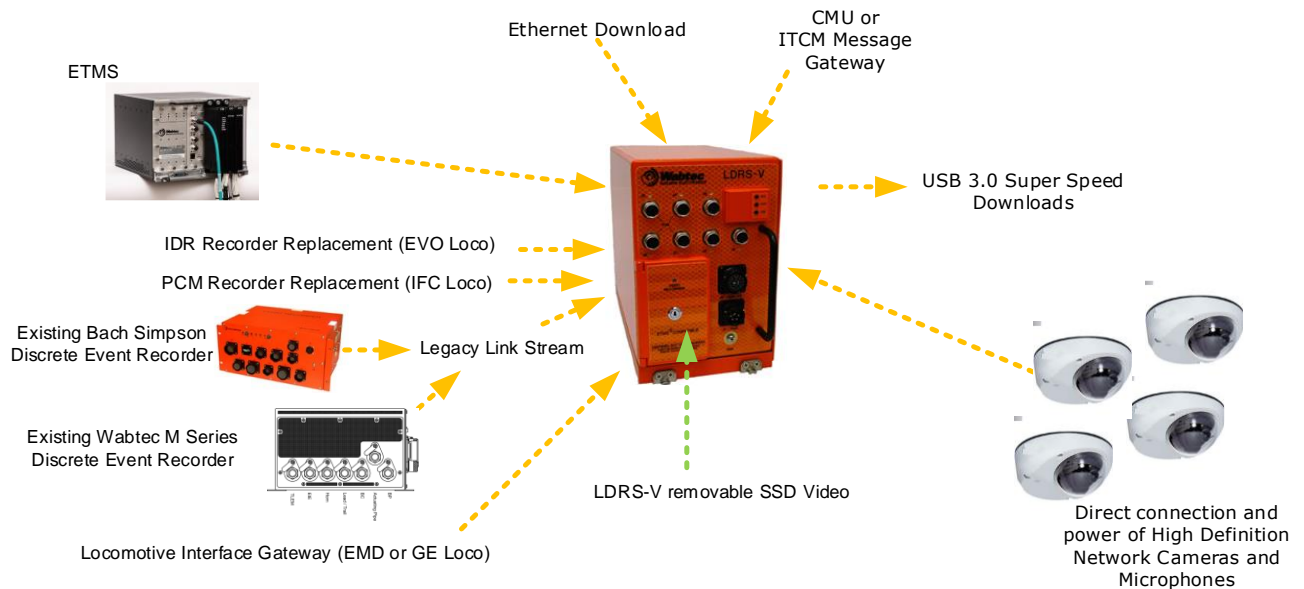 Ethernet Download
CMU or
ITCM Message
Gateway
ETMS
Wabtec
Wabtec
LDRS-V
USB 3.0 Super Speed
Downloads
IDR Recorder Replacement (EVO Loco)
PCM Recorder Replacement (IFC Loco)
Existing Bach Simpson
Discrete Event Recorder
Legacy Link Stream
Existing Wabtec M Series
Discrete Event Recorder
LDRS-V removable SSD Video
Locomotive Interface Gateway (EMD or GE Loco)
Direct connection and
power of High Definition
Network Cameras and
Microphones